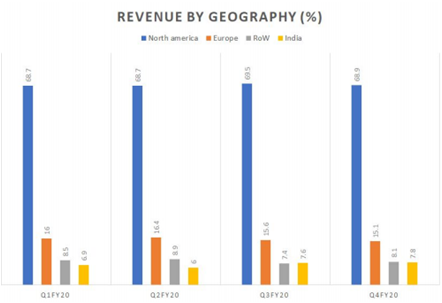 REVENUE BY GEOGRAPHY (%)
North america Europe RoW India
68.7 16 8.5 6.9
68.7 16.4 8.9 6
69.5 15.6 7.4 7.6
68.9 15.1 8.1 7.8
Q1FY20 Q2FY20 Q3FY20 Q4FY20